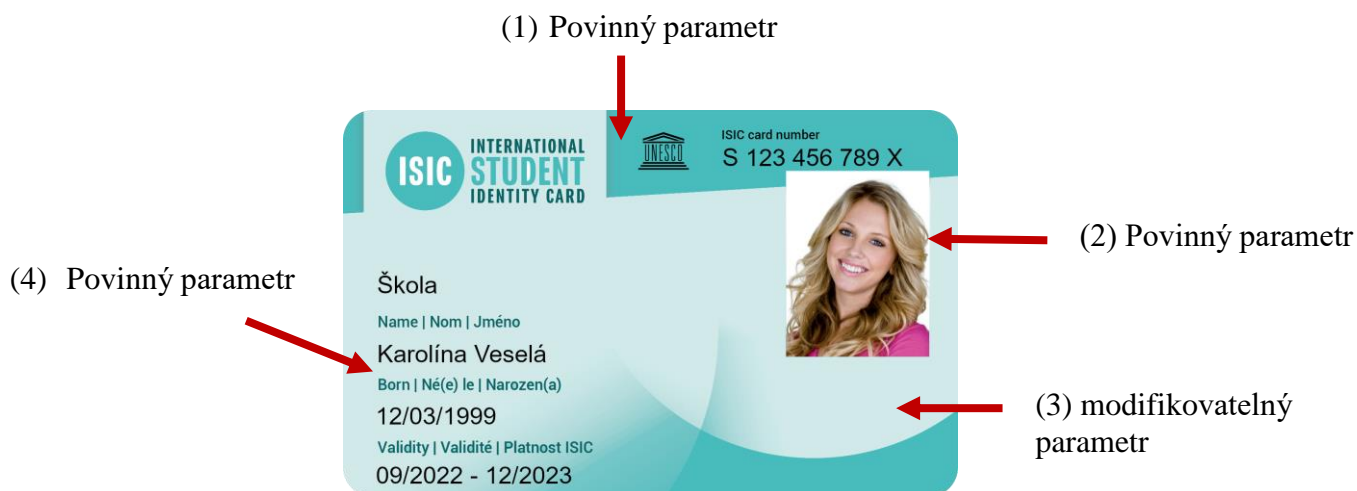 (1) Povinný parametr
ISIC
INTERNATIONAL
STUDENT
IDENTITY CARD
UNESCO
ISIC card number
S 123 456 789 X
(2) Povinný parametr
(4) Povinný parametr
Škola
Name | Nom | Jméno
Karolína Veselá
Born | Né(e) le | Narozen(a)
12/03/1999
(3) modifikovatelný
parametr
Validity | Validité | Platnost ISIC
09/2022 - 12/2023